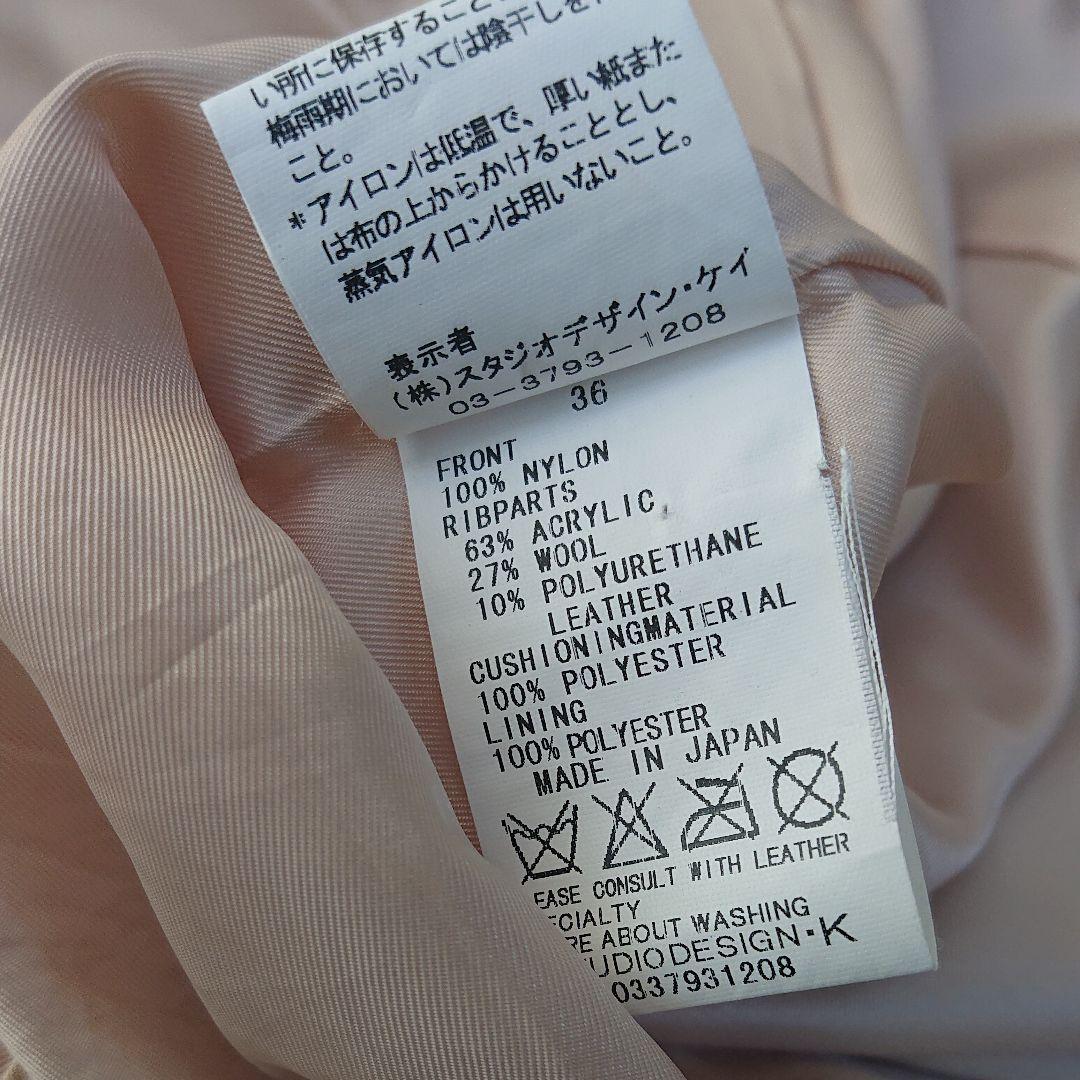 い所に保存すること
梅雨期においては陰干しを
こと。
*アイロンは低温で、厚い紙また
は布の上からかけることとし、
蒸気アイロンは用いないこと。
表示者
(株)スタジオデザイン・ケイ
03-3793-1208
36
FRONT
100% NYLON
RIBPARTS
63% ACRYLIC
27% WOOL
10% POLYURETHANE
LEATHER
CUSHIONINGMATERIAL
100% POLYESTER
LINING
100% POLYESTER
MADE IN JAPAN
EASE CONSULT WITH LEATHER
ECIALTY
RE ABOUT WASHING
UDIO DESIGN・K
0337931208